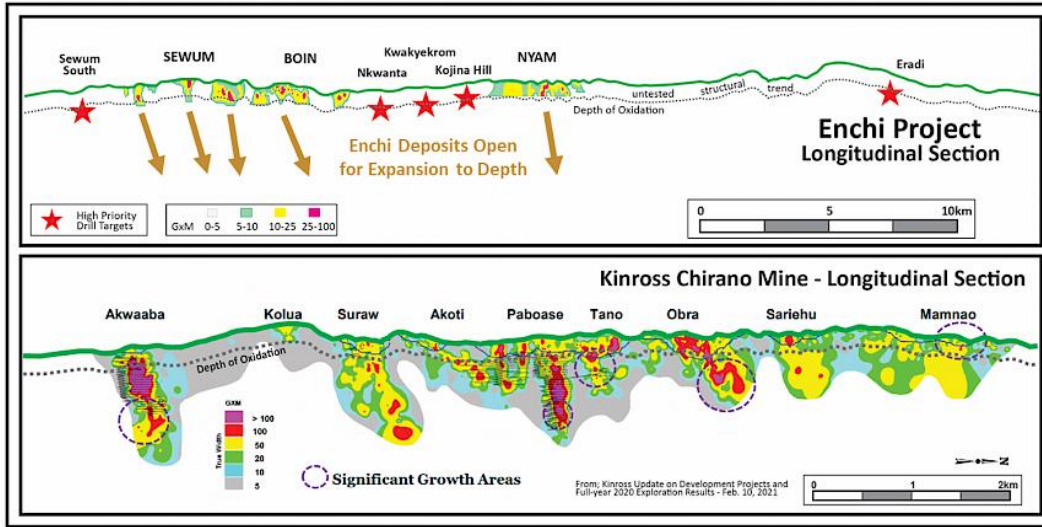 Sewum
South
SEWUM
BOIN
Nkwanta
Kwakyekrom
Kojina Hill
NYAM
untested structural trend
Eradi
Depth of Oxidation
Enchi Deposits Open
for Expansion to Depth
Enchi Project
Longitudinal Section
High Priority
Drill Targets
GxM 0-5 5-10 10-25 25-100
0 5 10km
Kinross Chirano Mine - Longitudinal Section
Akwaaba Kolua Suraw Akoti Paboase Tano Obra Sariehu Mamnao
Depth of Oxidation
GXM
True Width
> 100
100
50
20
10
5
Significant Growth Areas
N
From; Kinross Update on Development Projects and
Full-year 2020 Exploration Results - Feb. 10, 2021
0 1 2km